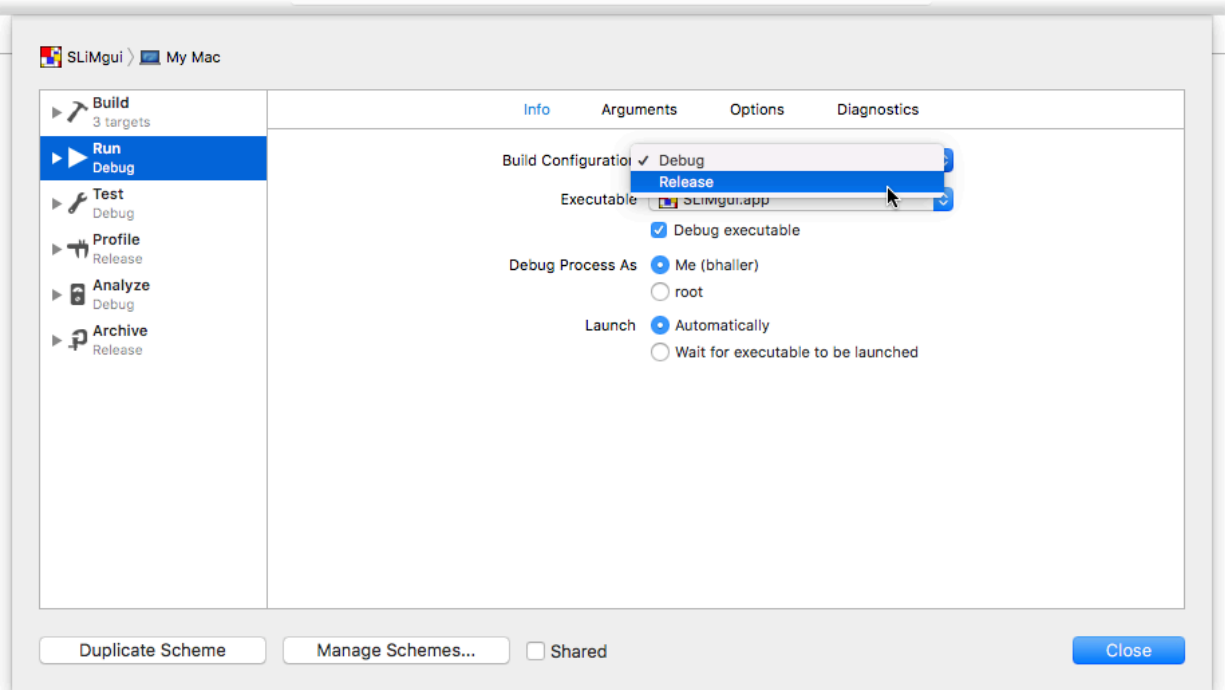 SLiMgui 〉 My Mac
Build
3 targets
Run
Debug
Test
Debug
Profile
Release
Analyze
Debug
Archive
Release
Info Arguments Options Diagnostics
Build Configuration ✓ Debug
Release
Executable SLiMgui.app
Debug executable
Debug Process As Me (bhaller)
root
Launch Automatically
Wait for executable to be launched
Duplicate Scheme Manage Schemes... Shared Close